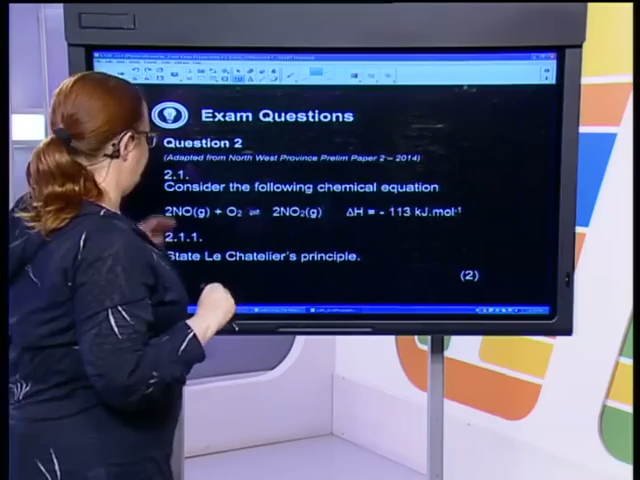 Exam Questions
Question 2
(Adapted from North West Province Prelim Paper 2 – 2014)
2.1.
Consider the following chemical equation
2NO(g) + O₂ ⇌ 2NO₂(g) ΔH = - 113 kJ.mol⁻¹
2.1.1.
State Le Chatelier's principle.
(2)